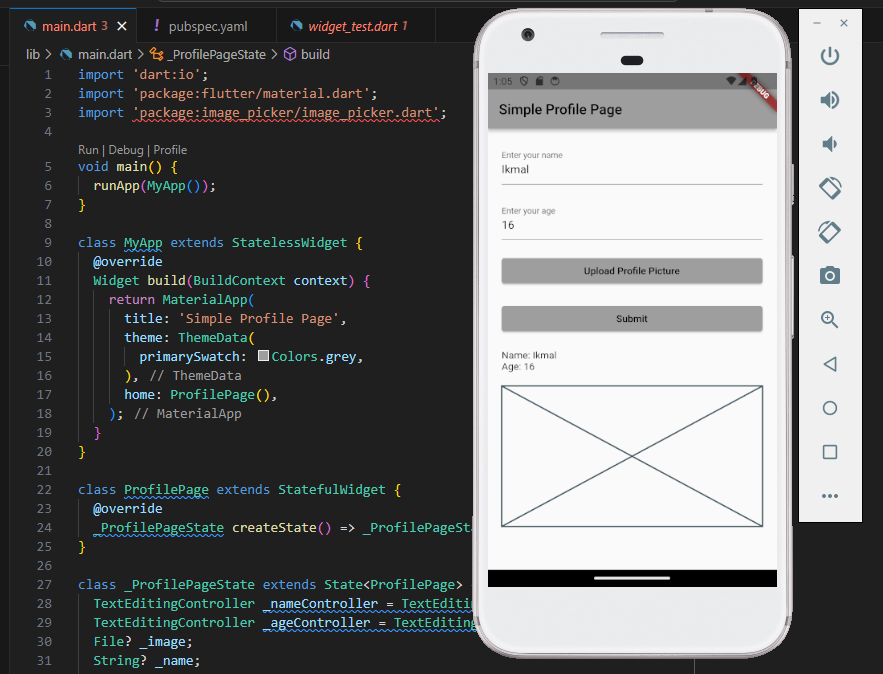 main.dart 3
pubspec.yaml
widget_test.dart 1
lib > main.dart > _ProfilePageState > build
1 import 'dart:io';
2 import 'package:flutter/material.dart';
3 import 'package:image_picker/image_picker.dart';
4
Run | Debug | Profile
5 void main() {
6 runApp(MyApp());
7 }
8
9 class MyApp extends StatelessWidget {
10 @override
11 Widget build(BuildContext context) {
12 return MaterialApp(
13 title: 'Simple Profile Page',
14 theme: ThemeData(
15 primarySwatch: Colors.grey,
16 ), // ThemeData
17 home: ProfilePage(),
18 ); // MaterialApp
19 }
20 }
21
22 class ProfilePage extends StatefulWidget {
23 @override
24 _ProfilePageState createState() => _ProfilePageSta
25 }
26
27 class _ProfilePageState extends State<ProfilePage>
28 TextEditingController _nameController = TextEditin
29 TextEditingController _ageController = TextEditing
30 File? _image;
31 String? _name;
1:05
DEBUG
Simple Profile Page
Enter your name
Ikmal
Enter your age
16
Upload Profile Picture
Submit
Name: Ikmal
Age: 16